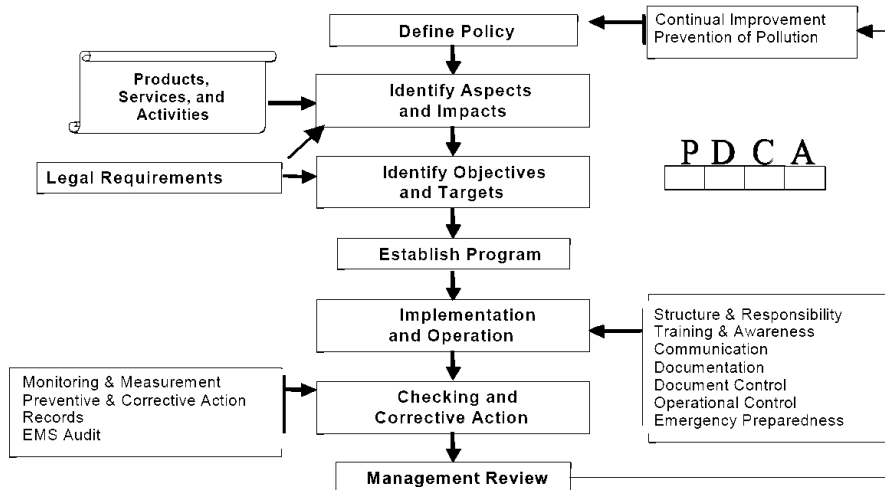 Define Policy
Continual Improvement
Prevention of Pollution
Products,
Services, and
Activities
Identify Aspects
and Impacts
P D C A
Legal Requirements
Identify Objectives
and Targets
Establish Program
Implementation
and Operation
Structure & Responsibility
Training & Awareness
Communication
Documentation
Document Control
Operational Control
Emergency Preparedness
Monitoring & Measurement
Preventive & Corrective Action
Records
EMS Audit
Checking and
Corrective Action
Management Review